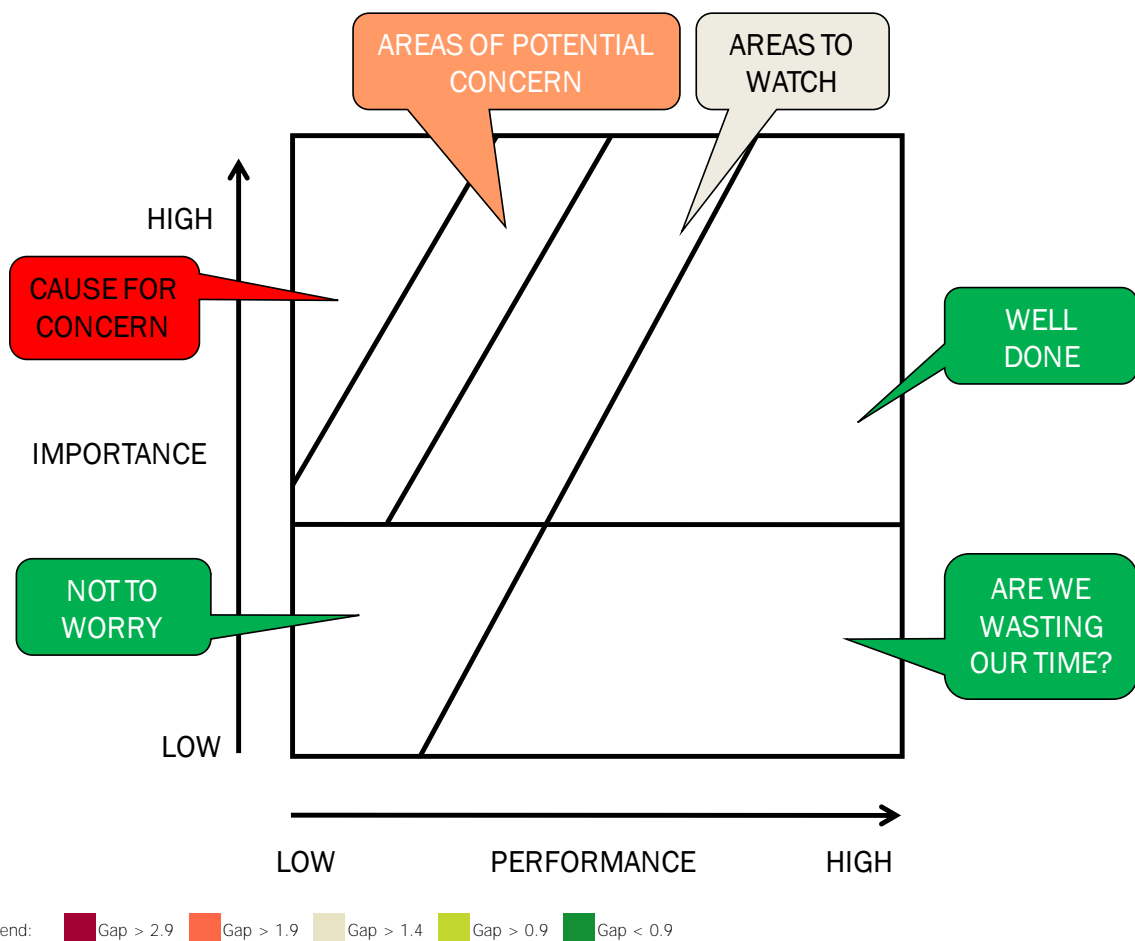 AREAS OF POTENTIAL
CONCERN
AREAS TO
WATCH
HIGH
CAUSE FOR
CONCERN
WELL
DONE
IMPORTANCE
NOT TO
WORRY
ARE WE
WASTING
OUR TIME?
LOW
LOW PERFORMANCE HIGH
end: Gap > 2.9 Gap > 1.9 Gap > 1.4 Gap > 0.9 Gap < 0.9